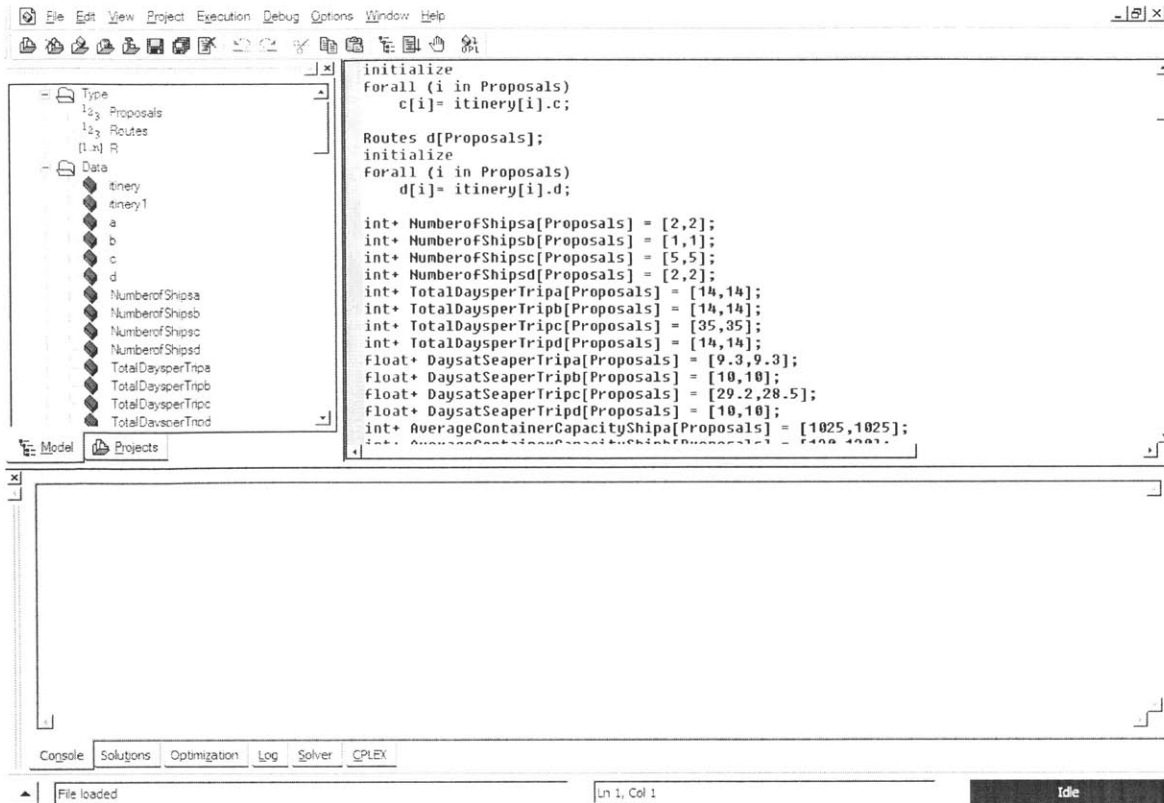 File Edit View Project Execution Debug Options Window Help
Type
Proposals
Routes
[1..n] R
Data
itinery
itinery1
a
b
c
d
NumberofShipsa
NumberofShipsb
NumberofShipsc
NumberofShipsd
TotalDaysperTripa
TotalDaysperTripb
TotalDaysperTripc
TotalDaysperTripd
Model Projects
initialize
forall (i in Proposals)
c[i]= itinery[i].c;
Routes d[Proposals];
initialize
forall (i in Proposals)
d[i]= itinery[i].d;
int+ NumberofShipsa[Proposals] = [2,2];
int+ NumberofShipsb[Proposals] = [1,1];
int+ NumberofShipsc[Proposals] = [5,5];
int+ NumberofShipsd[Proposals] = [2,2];
int+ TotalDaysperTripa[Proposals] = [14,14];
int+ TotalDaysperTripb[Proposals] = [14,14];
int+ TotalDaysperTripc[Proposals] = [35,35];
int+ TotalDaysperTripd[Proposals] = [14,14];
float+ DaysatSeaperTripa[Proposals] = [9.3,9.3];
float+ DaysatSeaperTripb[Proposals] = [10,10];
float+ DaysatSeaperTripc[Proposals] = [29.2,28.5];
float+ DaysatSeaperTripd[Proposals] = [10,10];
int+ AverageContainerCapacityShipa[Proposals] = [1025,1025];
Console Solutions Optimization Log Solver CPLEX
File loaded
Ln 1, Col 1
Idle